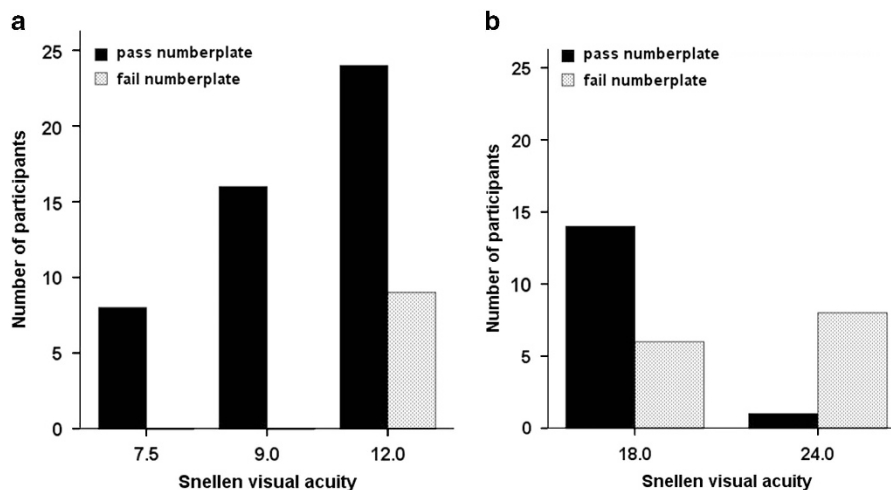 a
pass numberplate
fail numberplate
25
20
15
10
5
0
Number of participants
7.5 9.0 12.0
Snellen visual acuity
b
pass numberplate
fail numberplate
25
20
15
10
5
0
Number of participants
18.0 24.0
Snellen visual acuity